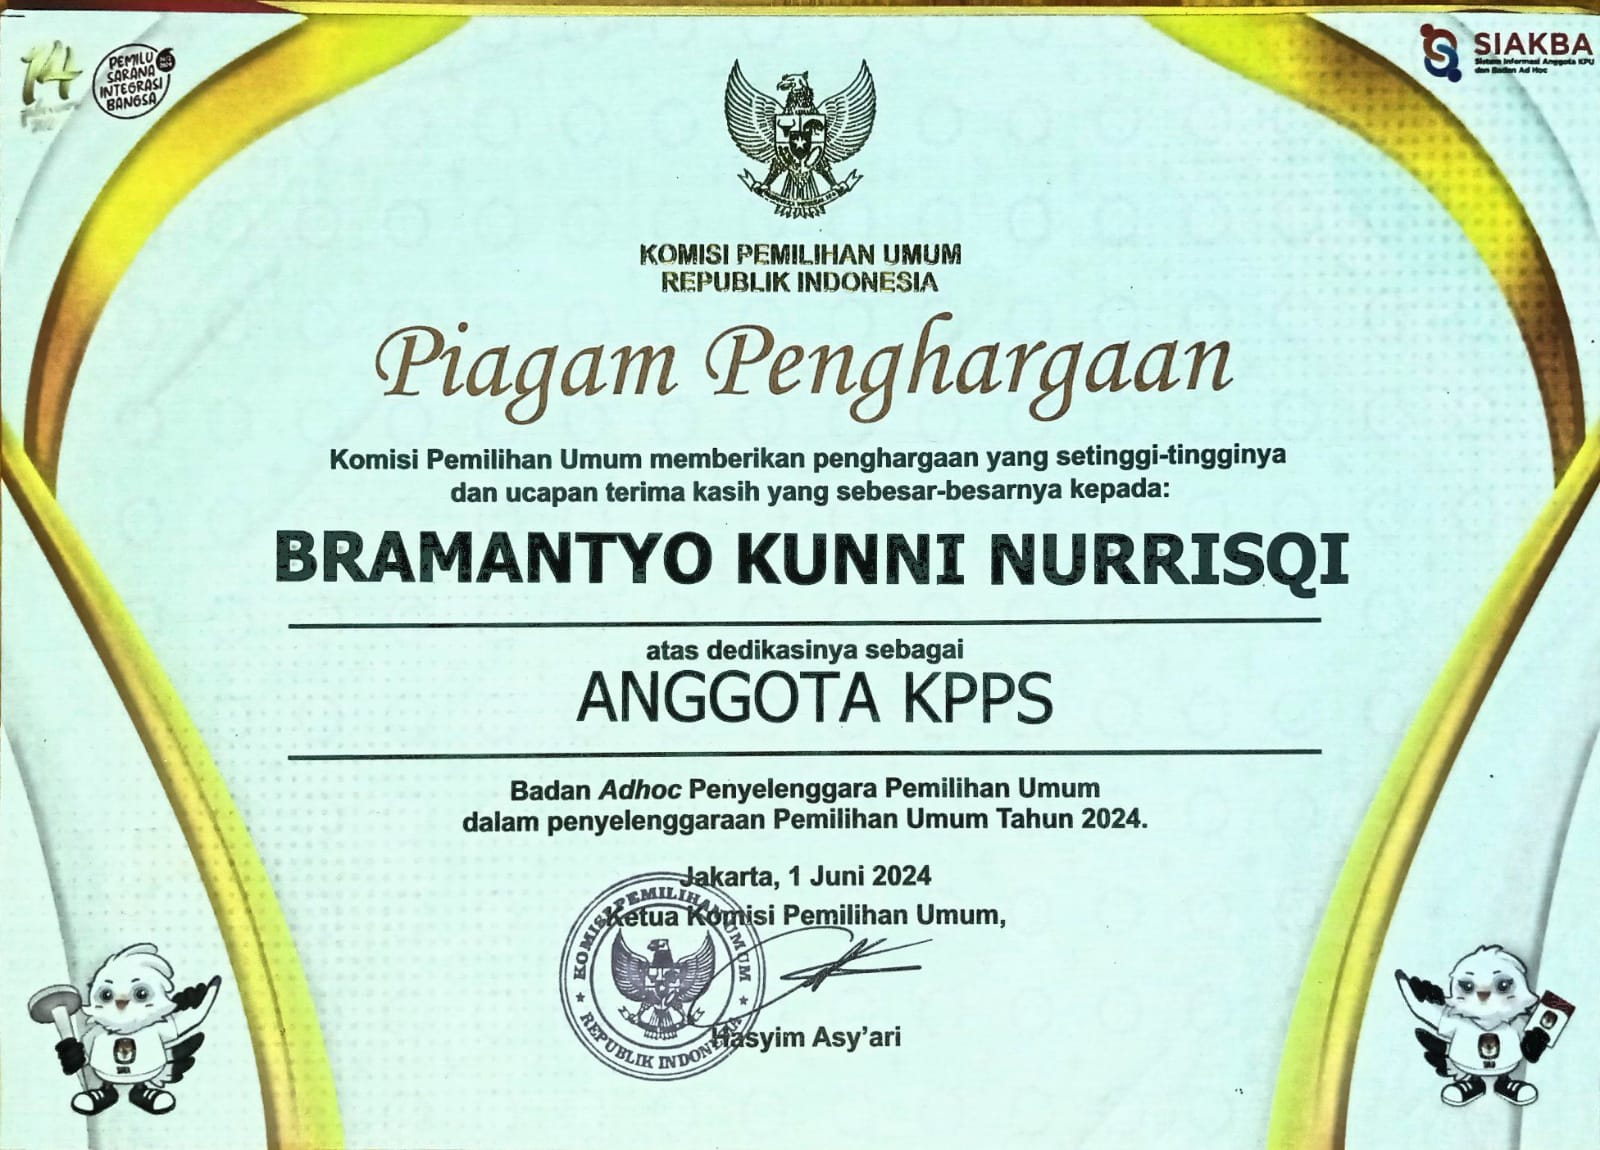 14
PEMILU
SARANA
INTEGRASI
BANGSA
SIAKBA
Sistem Informasi Anggota KPU
dan Badan Ad Hoc
KOMISI PEMILIHAN UMUM
REPUBLIK INDONESIA
Piagam Penghargaan
Komisi Pemilihan Umum memberikan penghargaan yang setinggi-tingginya
dan ucapan terima kasih yang sebesar-besarnya kepada:
BRAMANTYO KUNNI NURRISQI
atas dedikasinya sebagai
ANGGOTA KPPS
Badan Adhoc Penyelenggara Pemilihan Umum
dalam penyelenggaraan Pemilihan Umum Tahun 2024.
Jakarta, 1 Juni 2024
Ketua Komisi Pemilihan Umum,
KOMISI PEMILIHAN UMUM
REPUBLIK INDONESIA
Hasyim Asy'ari